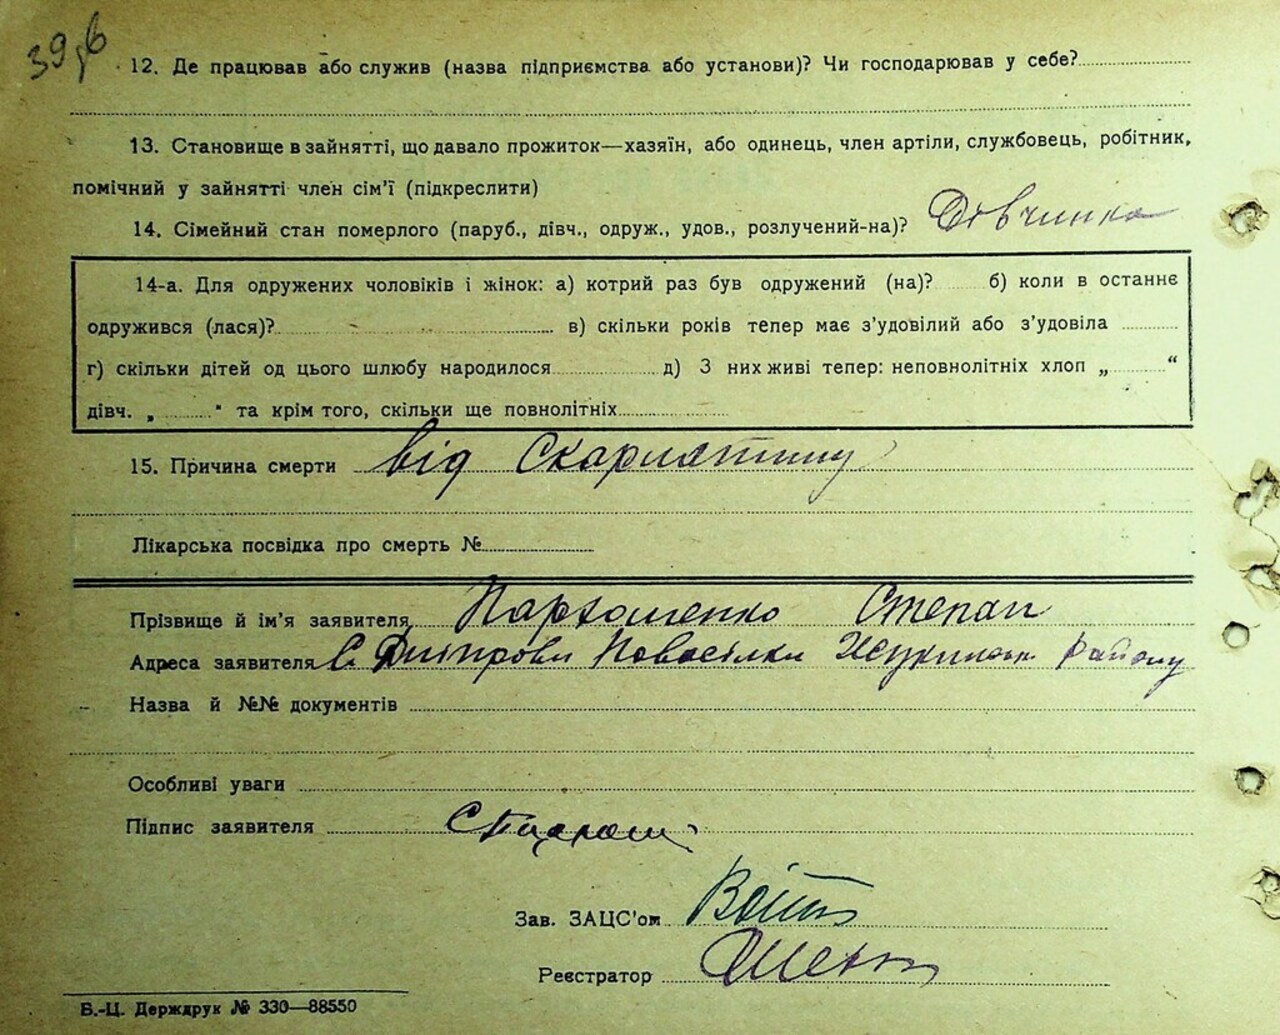 39,6
12. Де працював або служив (назва підприємства або установи)? Чи господарював у себе?
13. Становище в зайнятті, що давало прожиток—хазяїн, або одинець, член артіли, службовець, робітник,
помічний у зайнятті член сім'ї (підкреслити)
14. Сімейний стан померлого (паруб., дівч., одруж., удов., розлучений-на)? Дівчинка
14-а. Для одружених чоловіків і жінок: а) котрий раз був одружений (на)? б) коли в останнє
одружився (лася)? в) скільки років тепер має з'удовілий або з'удовіла
г) скільки дітей од цього шлюбу народилося д) З них живі тепер: неповнолітніх хлоп „ “
дівч. „ “ та крім того, скільки ще повнолітніх
15. Причина смерти від Скарлятини
Лікарська посвідка про смерть №
Прізвище й ім'я заявителя Пархоменко Степан
Адреса заявителя С. Дніпрови Новосілки Жукинськ. Району
Назва й №№ документів
Особливі уваги
Підпис заявителя
Зав. ЗАЦС'ом
Реєстратор
Б.-Ц. Держдрук № 330—88550